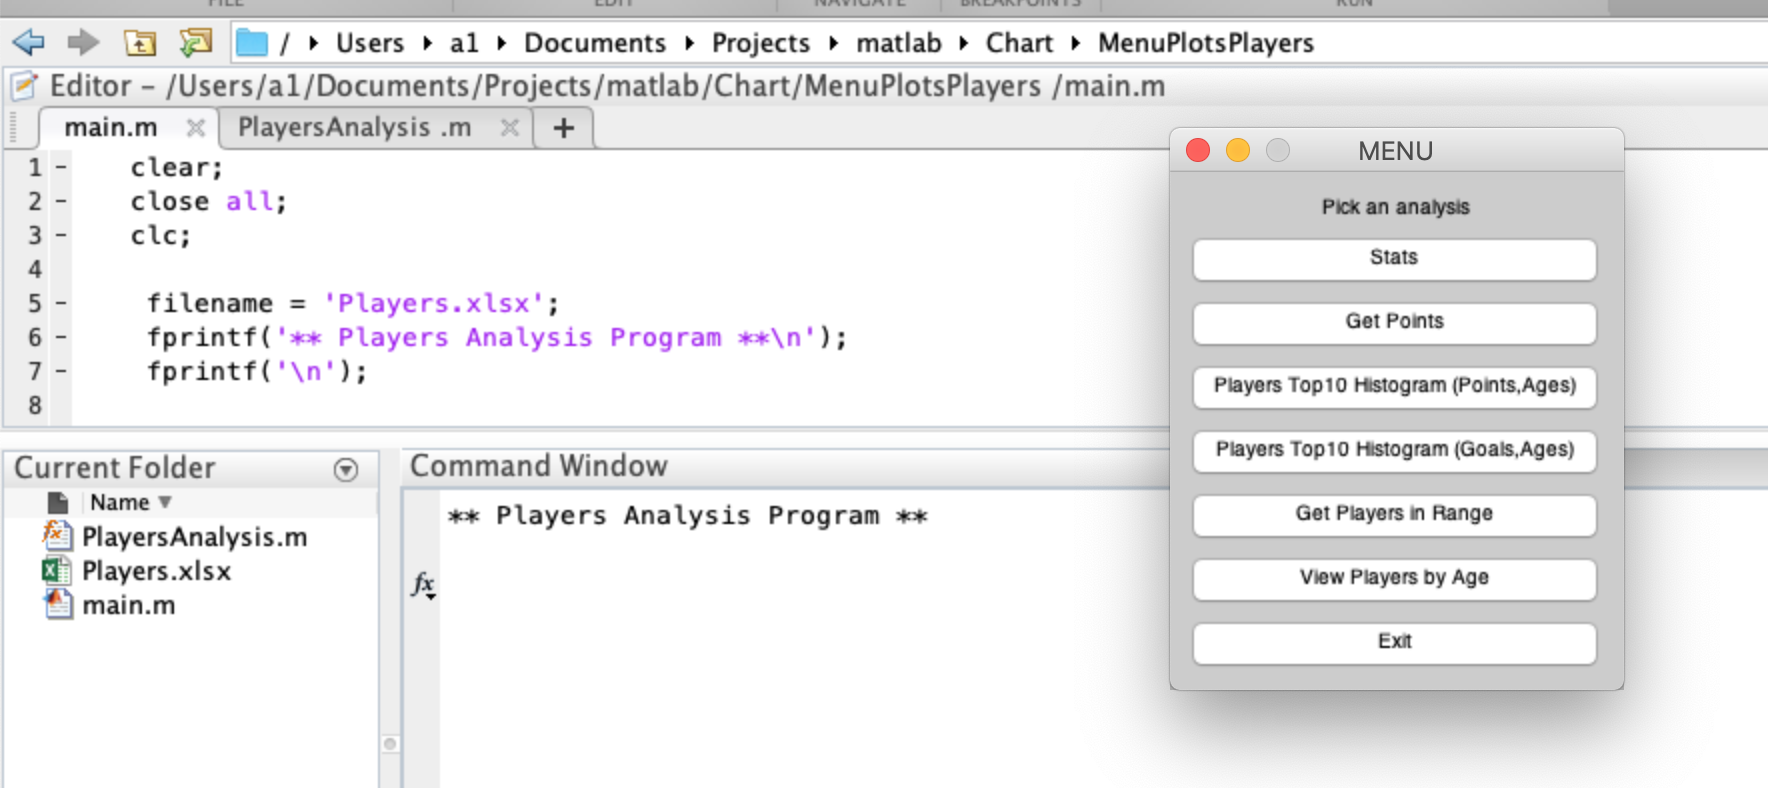 FILE EDIT NAVIGATE BREAKPOINTS RUN
/ Users a1 Documents Projects matlab Chart MenuPlotsPlayers
Editor – /Users/a1/Documents/Projects/matlab/Chart/MenuPlotsPlayers /main.m
main.m PlayersAnalysis .m +
1 – clear;
2 – close all;
3 – clc;
4
5 – filename = 'Players.xlsx';
6 – fprintf('** Players Analysis Program **\n');
7 – fprintf('\n');
8
Current Folder
Name
PlayersAnalysis.m
Players.xlsx
main.m
Command Window
** Players Analysis Program **
fx
MENU
Pick an analysis
Stats
Get Points
Players Top10 Histogram (Points,Ages)
Players Top10 Histogram (Goals,Ages)
Get Players in Range
View Players by Age
Exit